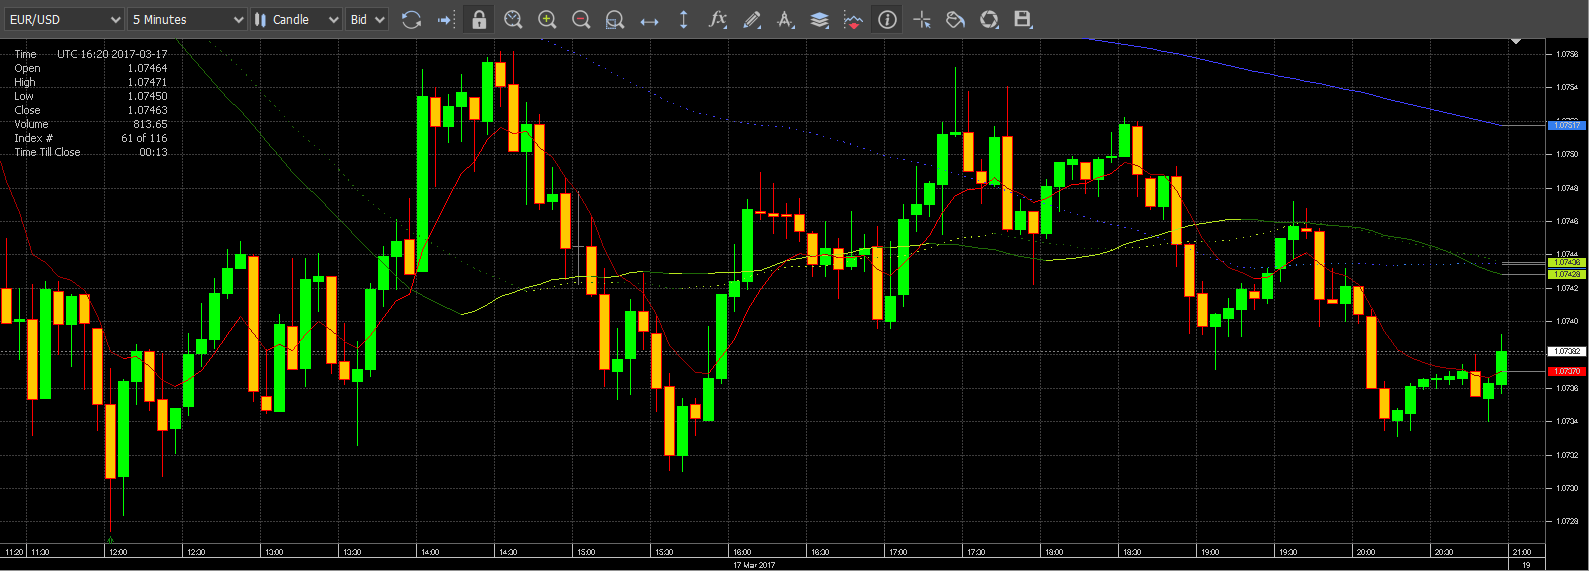 EUR/USD 5 Minutes Candle Bid
Time UTC 16:20 2017-03-17
Open 1.07464
High 1.07471
Low 1.07450
Close 1.07463
Volume 813.65
Index # 61 of 116
Time Till Close 00:13
1.0756
1.0754
1.07517
1.0750
1.0748
1.0746
1.0744
1.07428
1.0742
1.0740
1.07382
1.07370
1.0736
1.0734
1.0732
1.0730
1.0728
11:20 11:30 12:00 12:30 13:00 13:30 14:00 14:30 15:00 15:30 16:00 16:30 17:00 17:30 18:00 18:30 19:00 19:30 20:00 20:30 21:00
17 Mar 2017 19